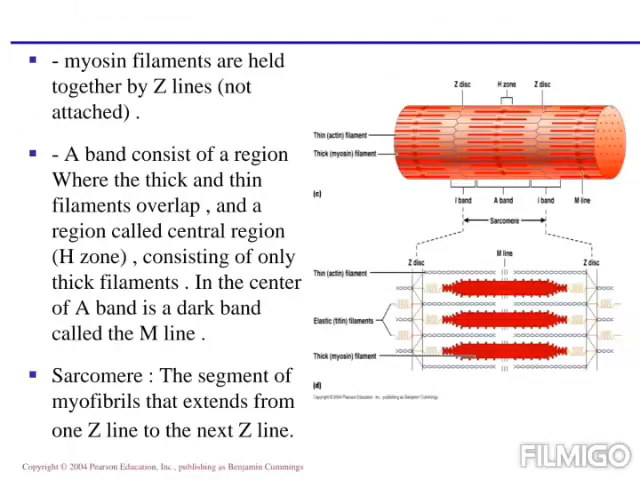 - myosin filaments are held
together by Z lines (not
attached) .
- A band consist of a region
Where the thick and thin
filaments overlap , and a
region called central region
(H zone) , consisting of only
thick filaments . In the center
of A band is a dark band
called the M line .
Sarcomere : The segment of
myofibrils that extends from
one Z line to the next Z line.
Z disc H zone Z disc
Thin (actin) filament
Thick (myosin) filament
(c)
I band A band I band M line
Sarcomere
M line
Z disc Z disc
Thin (actin) filament
Elastic (titin) filaments
Thick (myosin) filament
(d)
Copyright © 2004 Pearson Education, Inc., publishing as Benjamin Cummings
Copyright © 2004 Pearson Education, Inc., publishing as Benjamin Cummings
FILMIGO